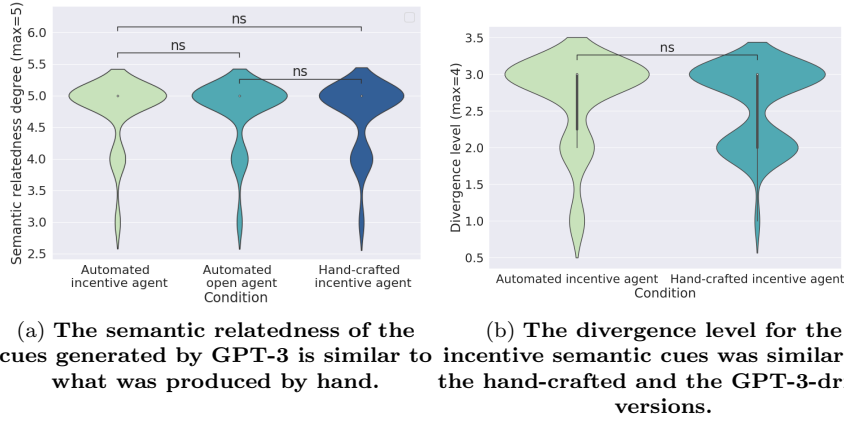 Semantic relatedness degree (max=5)
6.0
5.5
5.0
4.5
4.0
3.5
3.0
2.5
ns
ns
ns
Automated incentive agent
Automated open agent
Hand-crafted incentive agent
Condition
Divergence level (max=4)
3.5
3.0
2.5
2.0
1.5
1.0
0.5
ns
Automated incentive agent
Hand-crafted incentive agent
Condition
(a) The semantic relatedness of the
cues generated by GPT-3 is similar to
what was produced by hand.
(b) The divergence level for the
incentive semantic cues was similar
the hand-crafted and the GPT-3-dr
versions.